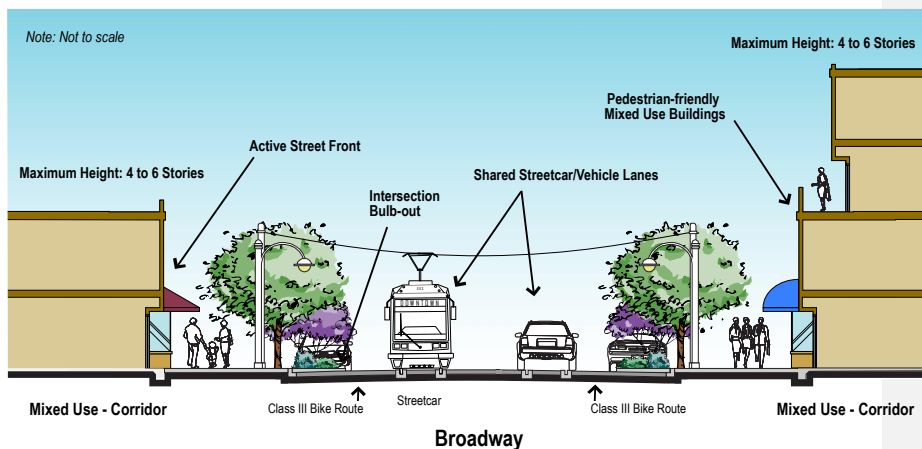 Note: Not to scale
Maximum Height: 4 to 6 Stories
Pedestrian-friendly
Mixed Use Buildings
Active Street Front
Maximum Height: 4 to 6 Stories
Shared Streetcar/Vehicle Lanes
Intersection
Bulb-out
DOWNTOWN
Mixed Use - Corridor
Class III Bike Route
Streetcar
Class III Bike Route
Mixed Use - Corridor
Broadway